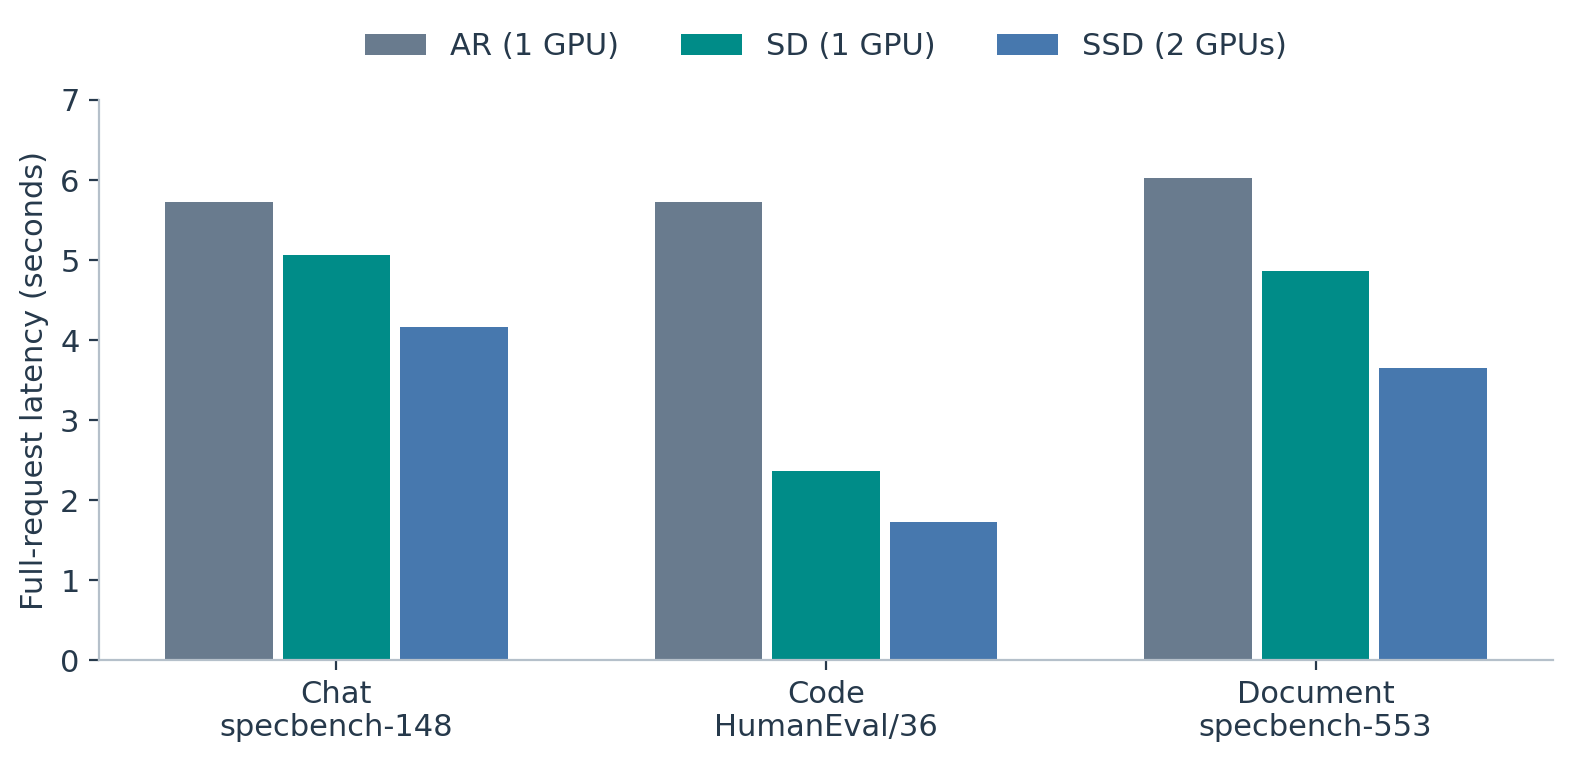 AR (1 GPU) SD (1 GPU) SSD (2 GPUs)
Full-request latency (seconds)
7
6
5
4
3
2
1
0
Chat
specbench-148
Code
HumanEval/36
Document
specbench-553